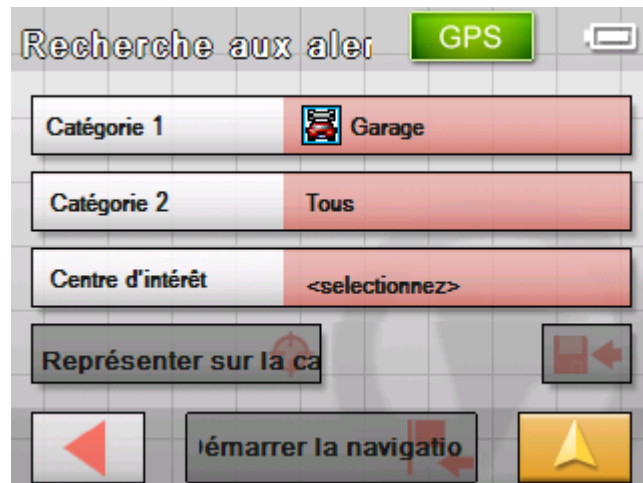 Recherche aux aler
GPS
Catégorie 1
Garage
Catégorie 2
Tous
Centre d'intérêt
<selectionnez>
Représenter sur la ca
émarrer la navigatio